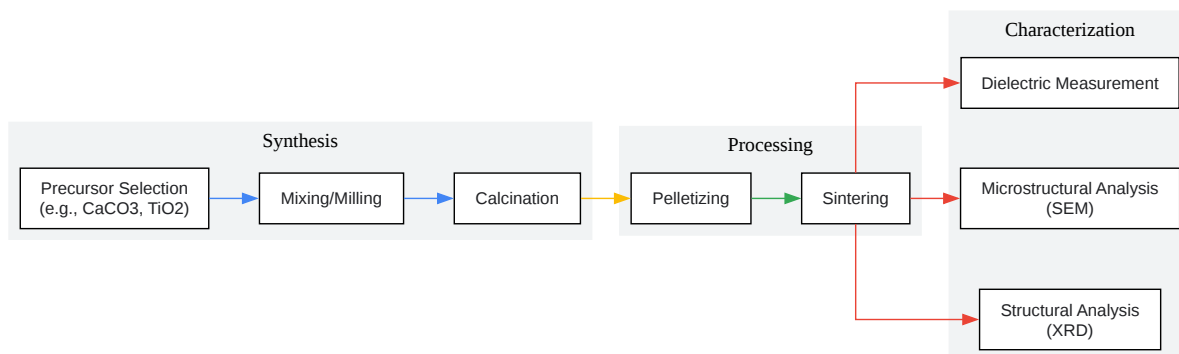 Synthesis
Precursor Selection
(e.g., CaCO3, TiO2)
Mixing/Milling
Calcination
Processing
Pelletizing
Sintering
Characterization
Dielectric Measurement
Microstructural Analysis
(SEM)
Structural Analysis
(XRD)